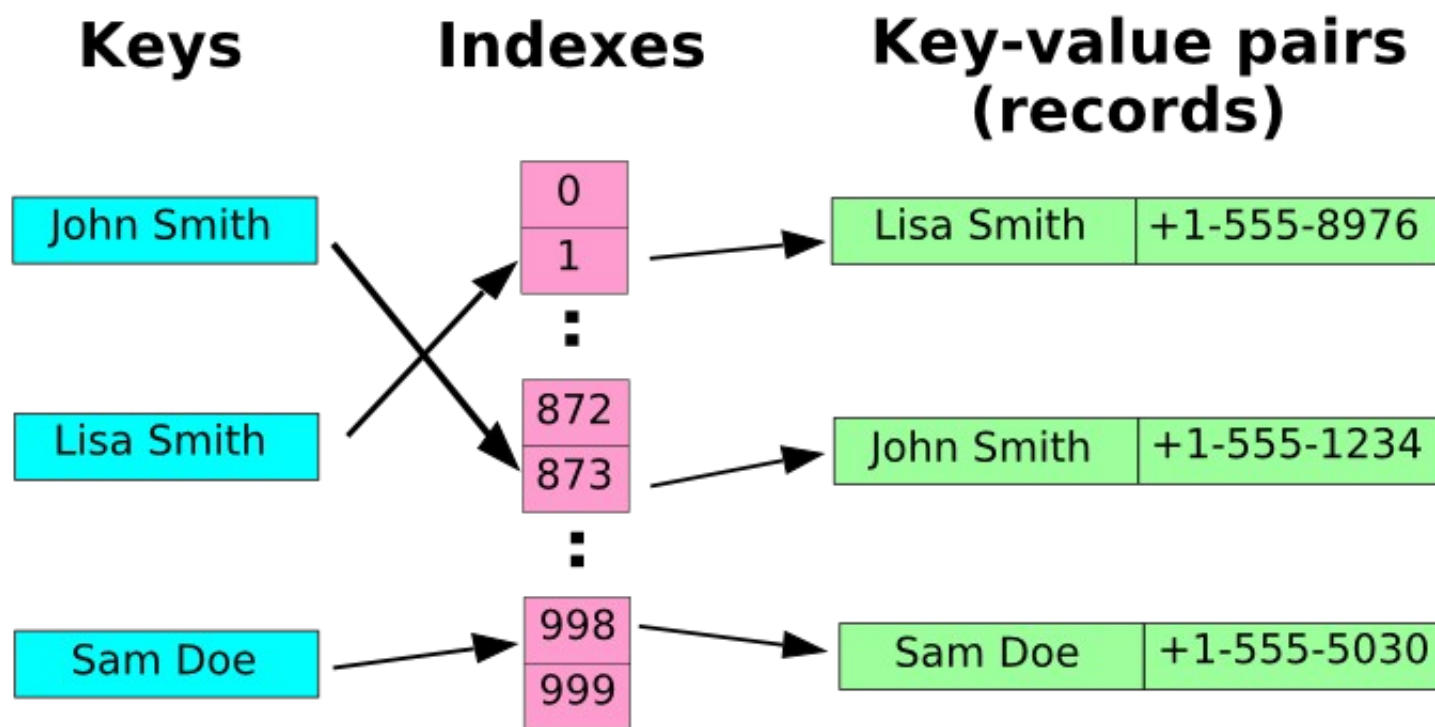 Keys
Indexes
Key-value pairs
(records)
John Smith
Lisa Smith
Sam Doe
0
1
:
872
873
:
998
999
Lisa Smith +1-555-8976
John Smith +1-555-1234
Sam Doe +1-555-5030